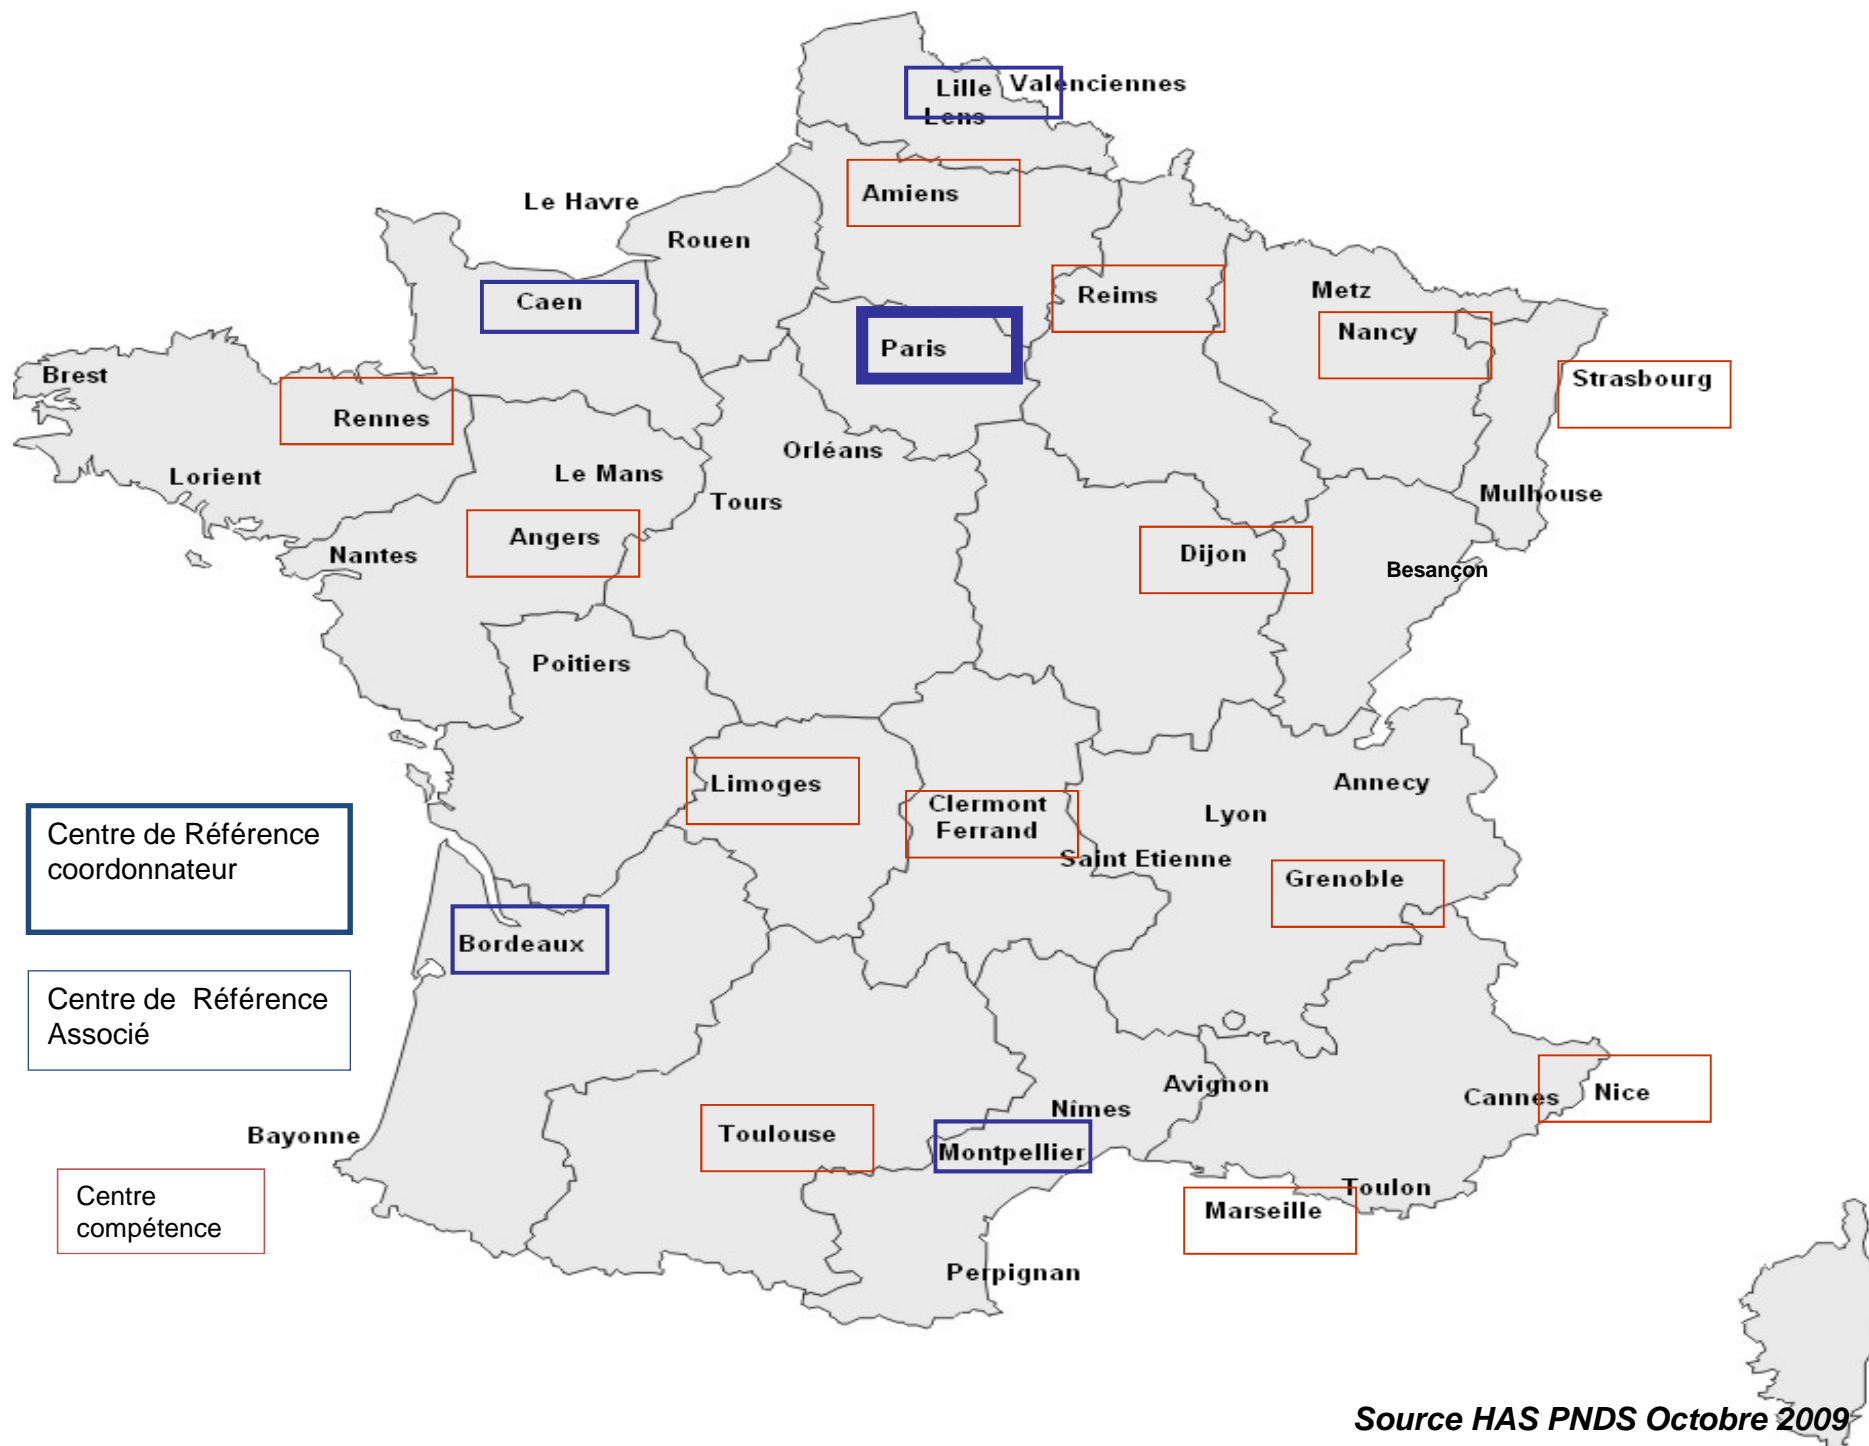 Lille Valenciennes
Lens
Amiens
Le Havre
Rouen
Caen
Reims
Metz
Nancy
Paris
Strasbourg
Brest
Rennes
Orléans
Lorient
Le Mans
Tours
Mulhouse
Angers
Nantes
Dijon
Besançon
Poitiers
Limoges
Clermont
Ferrand
Annecy
Lyon
Saint Etienne
Grenoble
Centre de Référence
coordonnateur
Bordeaux
Centre de Référence
Associé
Avignon
Cannes
Nice
Nîmes
Bayonne
Toulouse
Montpellier
Toulon
Marseille
Centre
compétence
Perpignan
Source HAS PNDS Octobre 2009